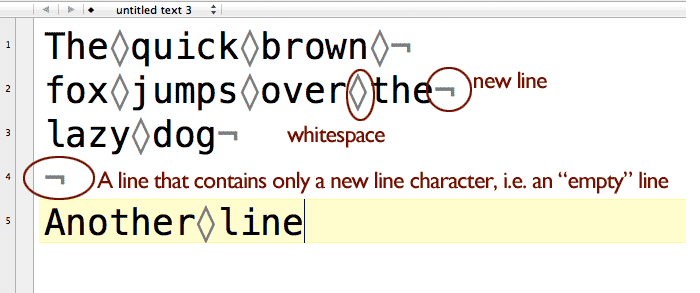 untitled text 3
1 The◊quick◊brown◊¬
2 fox◊jumps◊over◊the¬ new line
3 lazy◊dog¬ whitespace
4 ¬ A line that contains only a new line character, i.e. an “empty” line
5 Another◊line